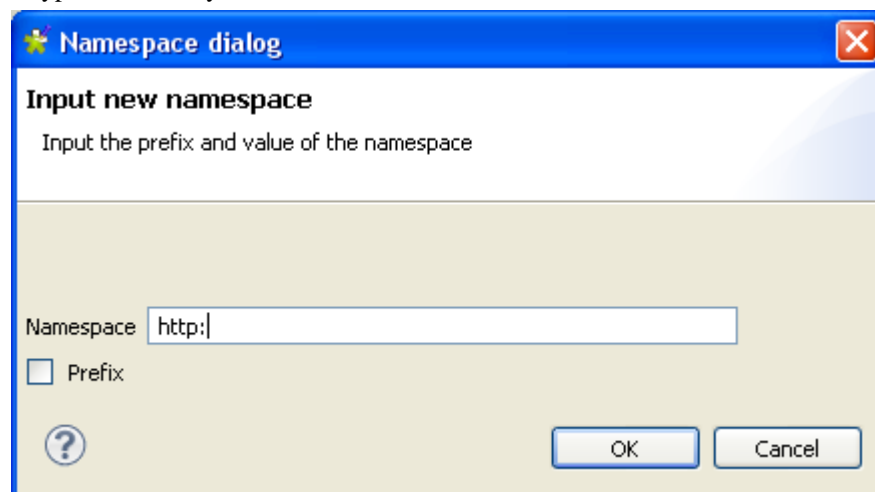 Namespace dialog
Input new namespace
Input the prefix and value of the namespace
Namespace http:
Prefix
?
OK Cancel